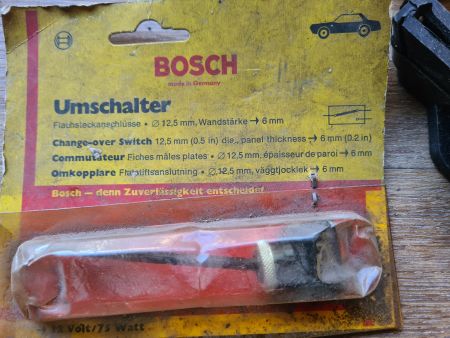 BOSCH
made in Germany
Umschalter
Flachsteckanschlüsse • Ø 12,5 mm, Wandstärke → 6 mm
Change-over Switch 12,5 mm (0.5 in) dia., panel thickness → 6 mm (0.2 in)
Commutateur Fiches mâles plates • Ø 12,5 mm, épaisseur de paroi → 6 mm
Omkopplare Flatstiftsanslutning • Ø 12,5 mm, väggtjocklek → 6 mm
Bosch – denn Zuverlässigkeit entscheidet
12 Volt/75 Watt